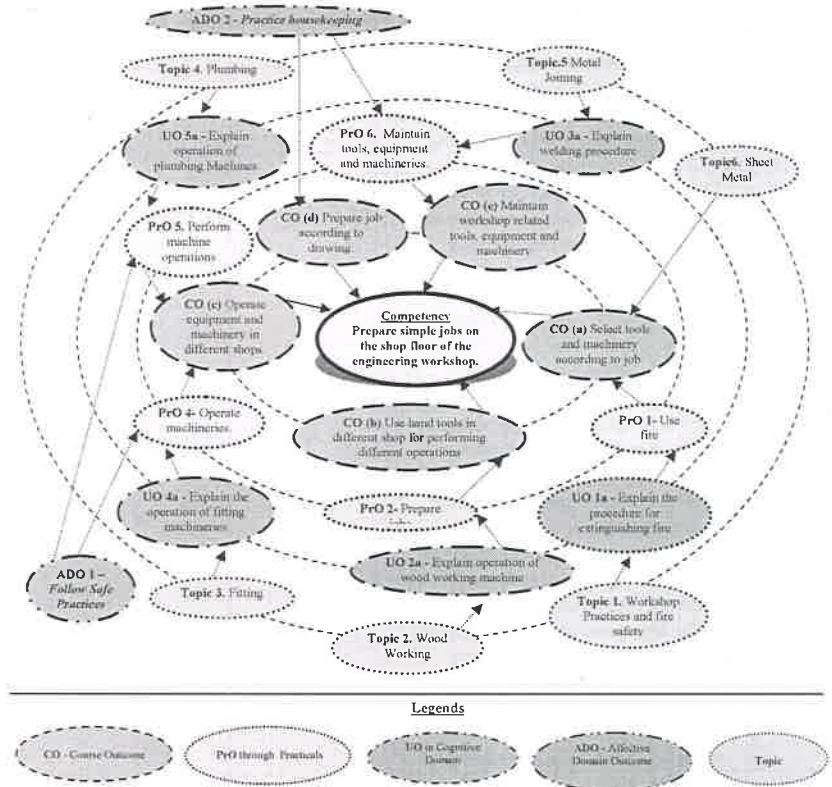 ADO 2 - Practice housekeeping
Topic 4. Plumbing
Topic.5 Metal
Joining
UO 5a - Explain
operation of
plumbing Machines
PrO 6. Maintain
tools, equipment
and machineries
UO 3a - Explain
welding procedure
Topic6. Sheet
Metal
PrO 5. Perform
machine
operations
CO (d) Prepare job
according to
drawing.
CO (e) Maintain
workshop related
tools, equipment and
machinery
CO (c) Operate
equipment and
machinery in
different shops
Competency
Prepare simple jobs on
the shop floor of the
engineering workshop.
CO (a) Select tools
and machinery
according to job
PrO 4- Operate
machineries.
CO (b) Use hand tools in
different shop for performing
different operations
PrO 1- Use
fire
UO 4a - Explain the
operation of fitting
machineries
PrO 2- Prepare
UO 1a - Explain the
procedure for
extinguishing fire
ADO 1 –
Follow Safe
Practices
Topic 3. Fitting
UO 2a - Explain operation of
wood working machine
Topic 2. Wood
Working
Topic 1. Workshop
Practices and fire
safety
Legends
CO - Course Outcome
PrO through Practicals
UO in Cognitive
Domain
ADO - Affective
Domain Outcome
Topic